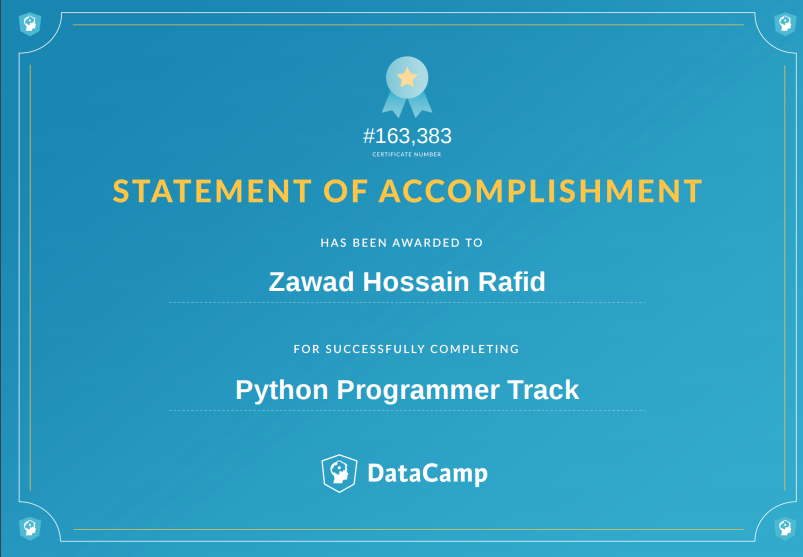 #163,383
CERTIFICATE NUMBER
STATEMENT OF ACCOMPLISHMENT
HAS BEEN AWARDED TO
Zawad Hossain Rafid
FOR SUCCESSFULLY COMPLETING
Python Programmer Track
DataCamp